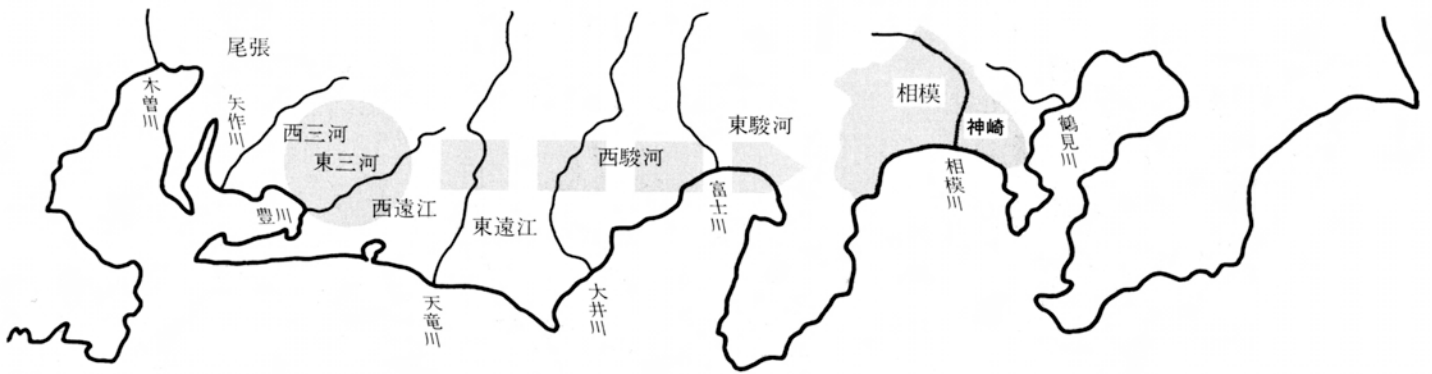 尾張
木曽川
矢作川
西三河
東三河
豊川
西遠江
東遠江
天竜川
大井川
西駿河
東駿河
富士川
相模
神崎
相模川
鶴見川